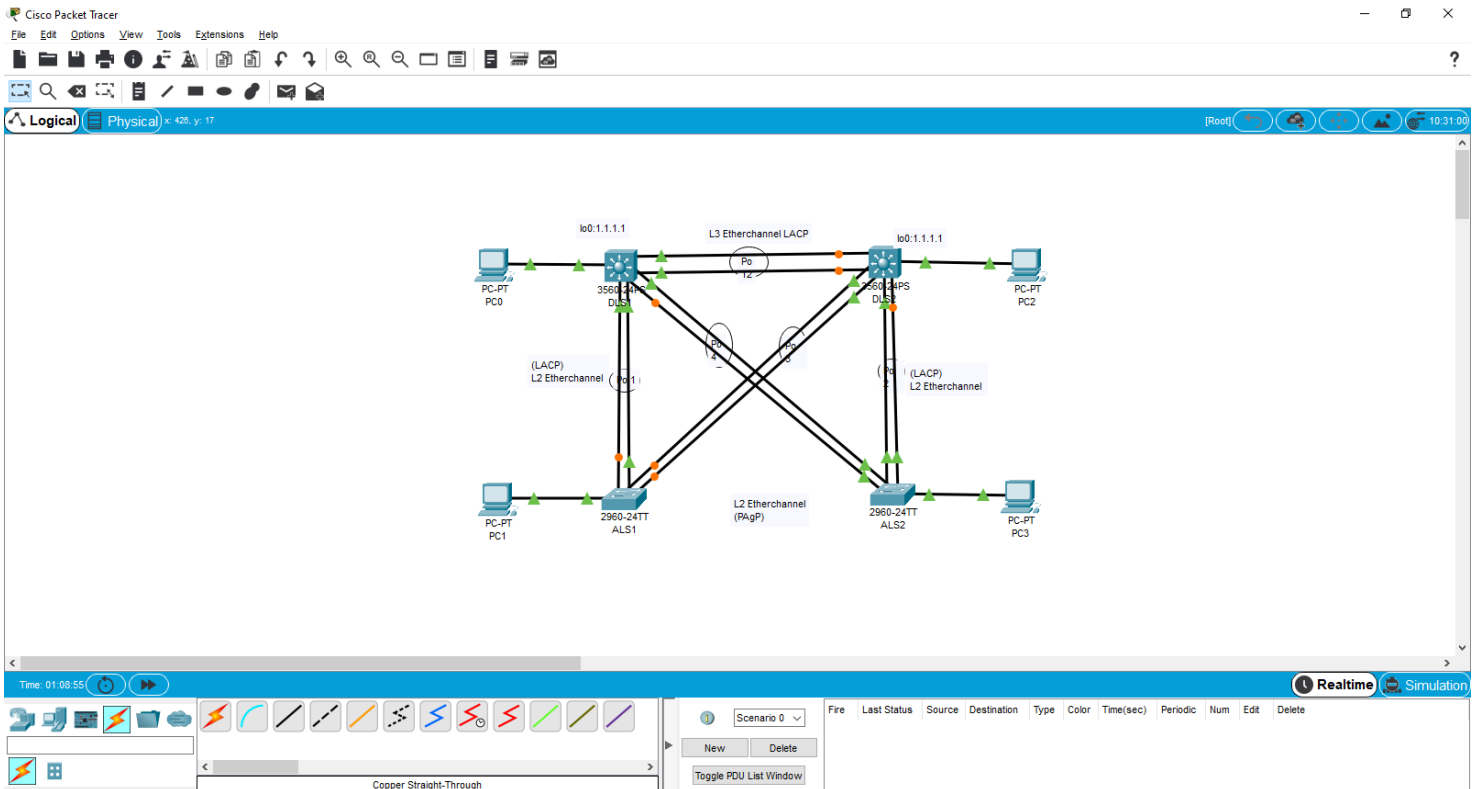 Cisco Packet Tracer
File Edit Options View Tools Extensions Help
?
Logical Physical x: 426, y: 17 [Root] 10:31:00
lo0:1.1.1.1
L3 Etherchannel LACP
lo0:1.1.1.1
Po
12
PC-PT
PC0
3560-24PS
DLS1
3560-24PS
DLS2
PC-PT
PC2
Po
4
Po
3
(LACP)
L2 Etherchannel
Po 1
Po
2
(LACP)
L2 Etherchannel
PC-PT
PC1
2960-24TT
ALS1
L2 Etherchannel
(PAgP)
2960-24TT
ALS2
PC-PT
PC3
Time: 01:08:55 Realtime Simulation
Scenario 0
New Delete
Toggle PDU List Window
Fire Last Status Source Destination Type Color Time(sec) Periodic Num Edit Delete
Copper Straight-Through